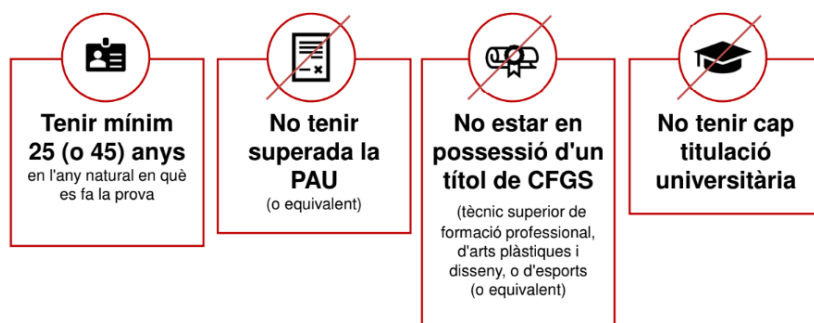 Tenir mínim
25 (o 45) anys
en l'any natural en què
es fa la prova
No tenir
superada la
PAU
(o equivalent)
No estar en
possessió d'un
títol de CFGS
(tècnic superior de
formació professional,
d'arts plàstiques i
disseny, o d'esports
(o equivalent)
No tenir cap
titulació
universitària